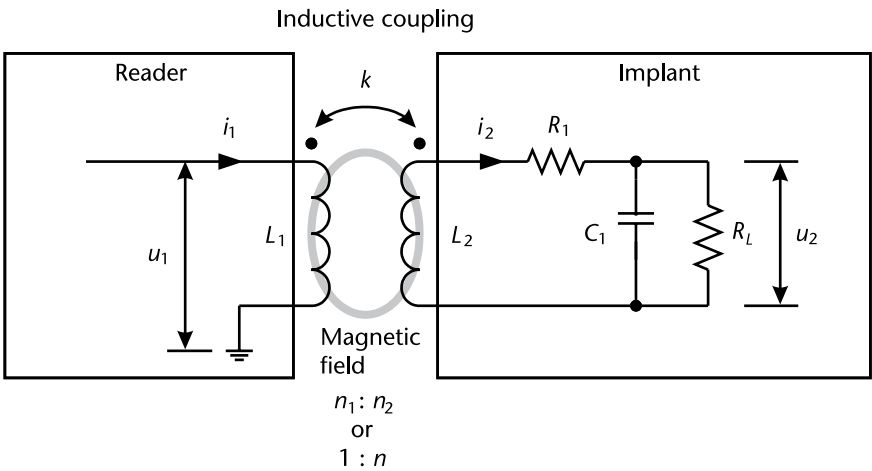 Inductive coupling
Reader
Implant
k
i1
i2
R1
L1
L2
C1
RL
u1
u2
Magnetic
field
n1 : n2
or
1 : n